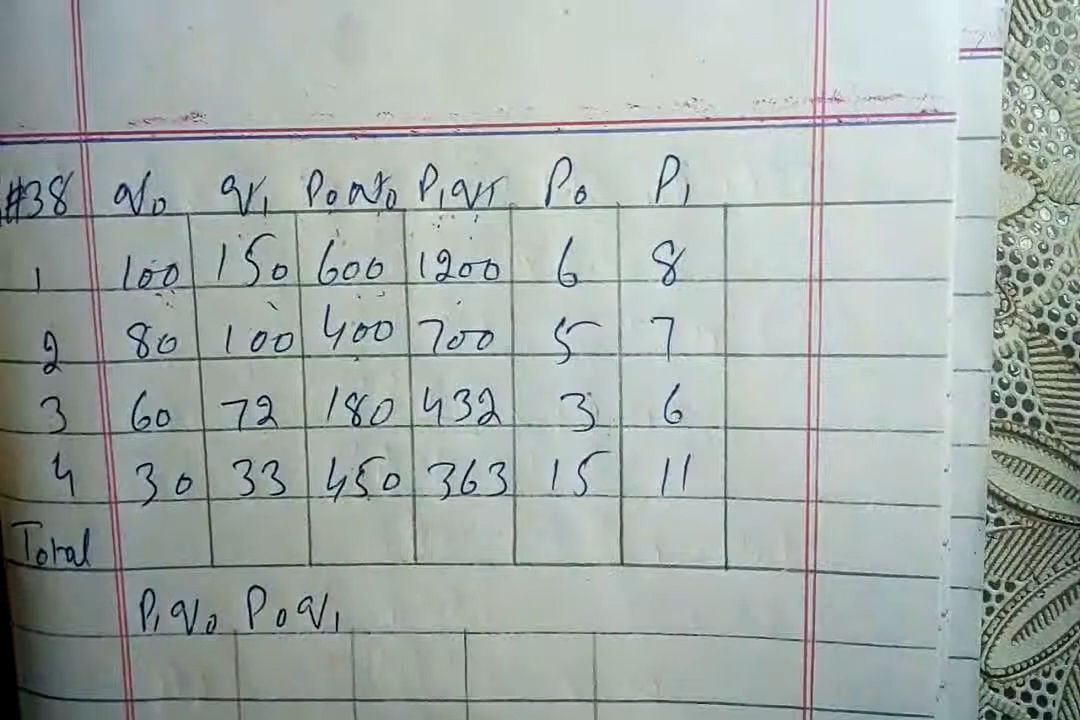 #38 q0 q1 P0q0 P1q1 P0 P1
1 100 150 600 1200 6 8
2 80 100 400 700 5 7
3 60 72 180 432 3 6
4 30 33 450 363 15 11
Total
P1q0 P0q1